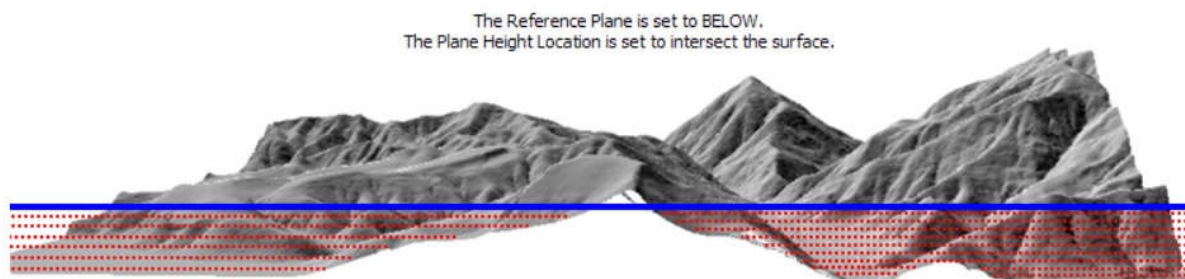 The Reference Plane is set to BELOW.
The Plane Height Location is set to intersect the surface.